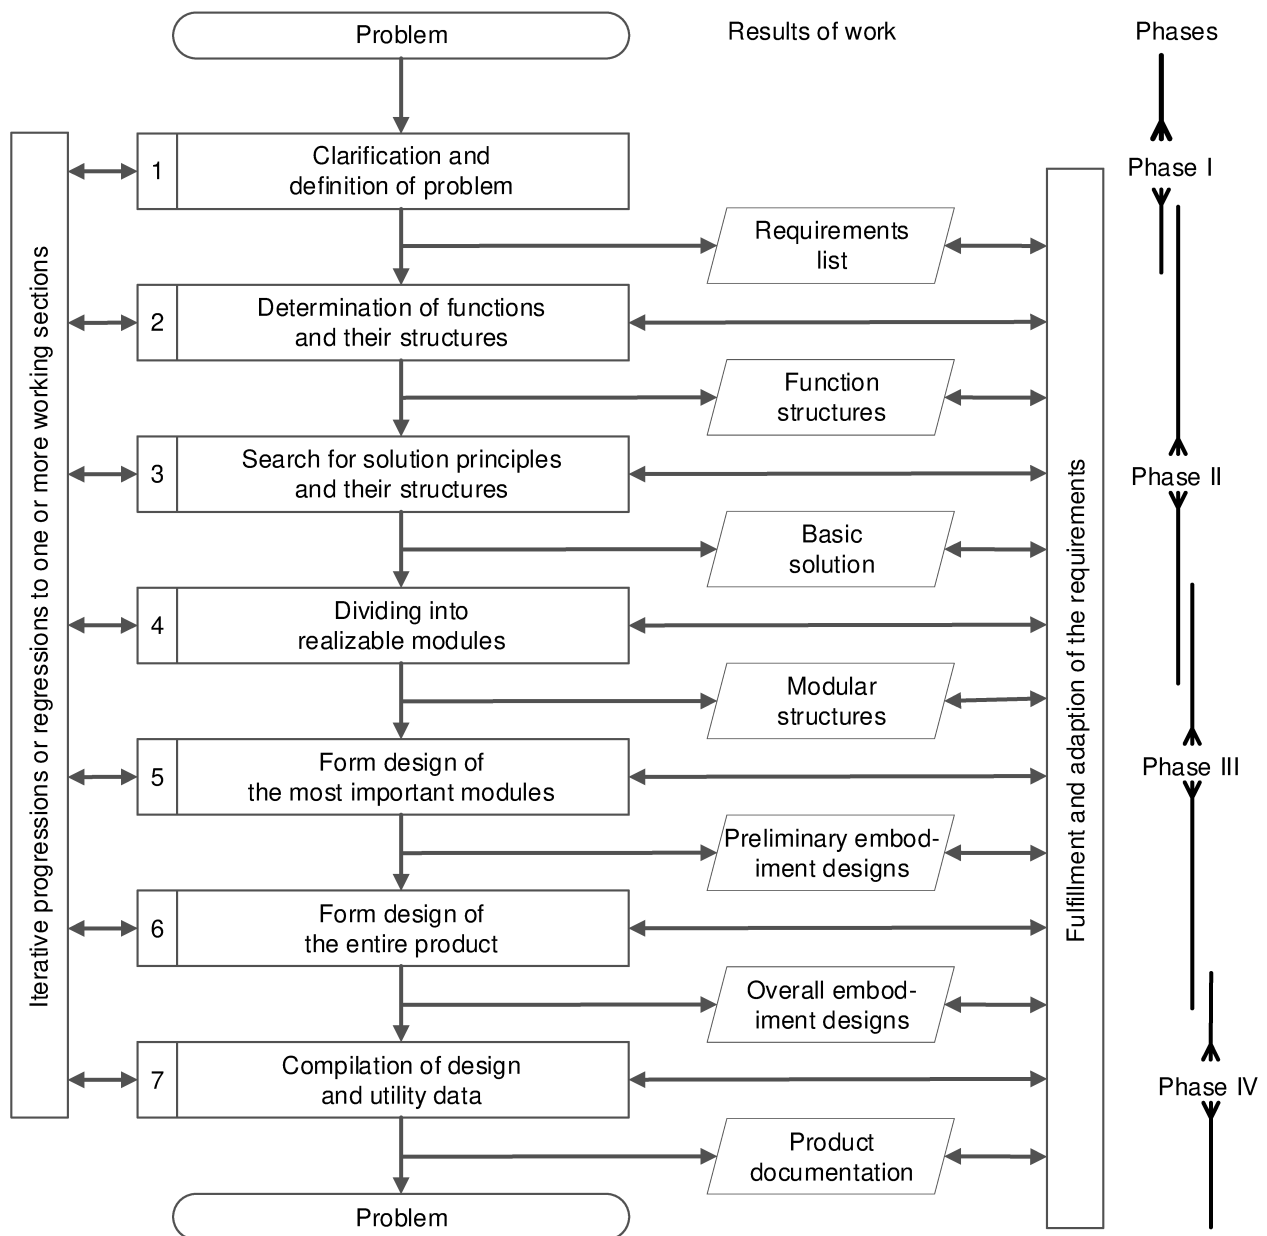 Problem
Results of work
Phases
Iterative progressions or regressions to one or more working sections
1
Clarification and
definition of problem
Phase I
Requirements
list
2
Determination of functions
and their structures
Function
structures
3
Search for solution principles
and their structures
Phase II
Basic
solution
Fulfillment and adaption of the requirements
4
Dividing into
realizable modules
Modular
structures
5
Form design of
the most important modules
Phase III
Preliminary embod-
iment designs
6
Form design of
the entire product
Overall embod-
iment designs
7
Compilation of design
and utility data
Phase IV
Product
documentation
Problem